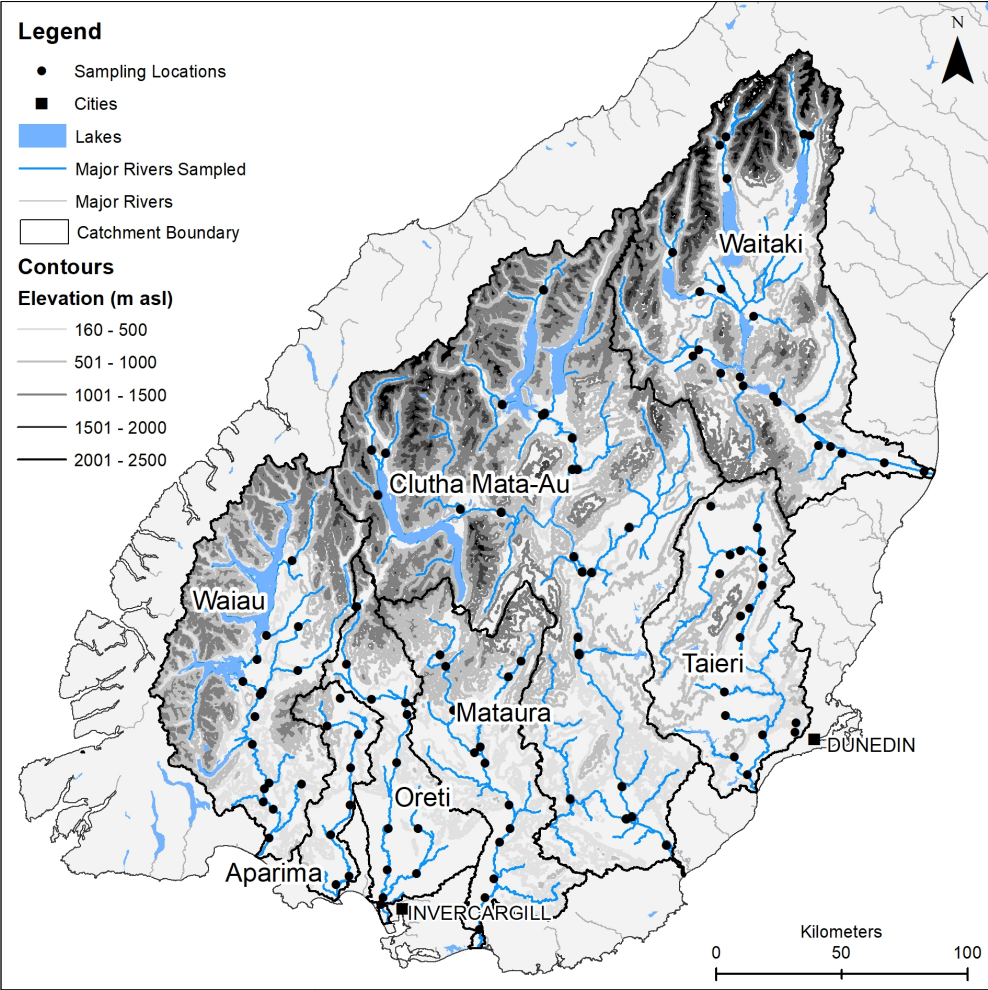 Legend
Sampling Locations
Cities
Lakes
Major Rivers Sampled
Major Rivers
Catchment Boundary
Contours
Elevation (m asl)
160 - 500
501 - 1000
1001 - 1500
1501 - 2000
2001 - 2500
N
Waitaki
Clutha Mata-Au
Waiau
Taieri
Mataura
DUNEDIN
Oreti
Aparima
INVERCARGILL
Kilometers
0 50 100